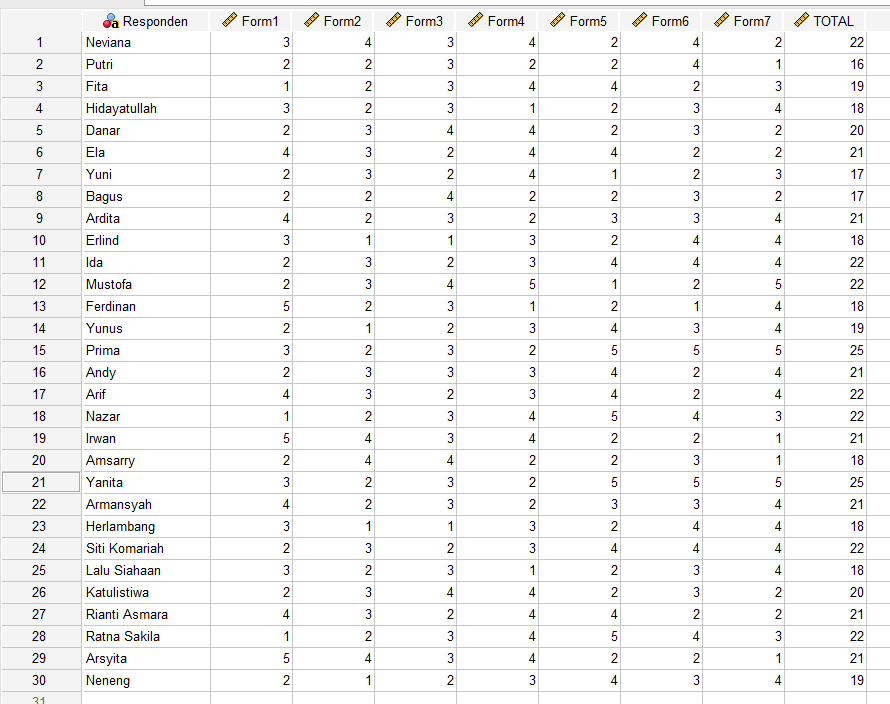 Responden Form1 Form2 Form3 Form4 Form5 Form6 Form7 TOTAL
1 Neviana 3 4 3 4 2 4 2 22
2 Putri 2 2 3 2 2 4 1 16
3 Fita 1 2 3 4 4 2 3 19
4 Hidayatullah 3 2 3 1 2 3 4 18
5 Danar 2 3 4 4 2 3 2 20
6 Ela 4 3 2 4 4 2 2 21
7 Yuni 2 3 2 4 1 2 3 17
8 Bagus 2 2 4 2 2 3 2 17
9 Ardita 4 2 3 2 3 3 4 21
10 Erlind 3 1 1 3 2 4 4 18
11 Ida 2 3 2 3 4 4 4 22
12 Mustofa 2 3 4 5 1 2 5 22
13 Ferdinan 5 2 3 1 2 1 4 18
14 Yunus 2 1 2 3 4 3 4 19
15 Prima 3 2 3 2 5 5 5 25
16 Andy 2 3 3 3 4 2 4 21
17 Arif 4 3 2 3 4 2 4 22
18 Nazar 1 2 3 4 5 4 3 22
19 Irwan 5 4 3 4 2 2 1 21
20 Amsarry 2 4 4 2 2 3 1 18
21 Yanita 3 2 3 2 5 5 5 25
22 Armansyah 4 2 3 2 3 3 4 21
23 Herlambang 3 1 1 3 2 4 4 18
24 Siti Komariah 2 3 2 3 4 4 4 22
25 Lalu Siahaan 3 2 3 1 2 3 4 18
26 Katulistiwa 2 3 4 4 2 3 2 20
27 Rianti Asmara 4 3 2 4 4 2 2 21
28 Ratna Sakila 1 2 3 4 5 4 3 22
29 Arsyita 5 4 3 4 2 2 1 21
30 Neneng 2 1 2 3 4 3 4 19
31